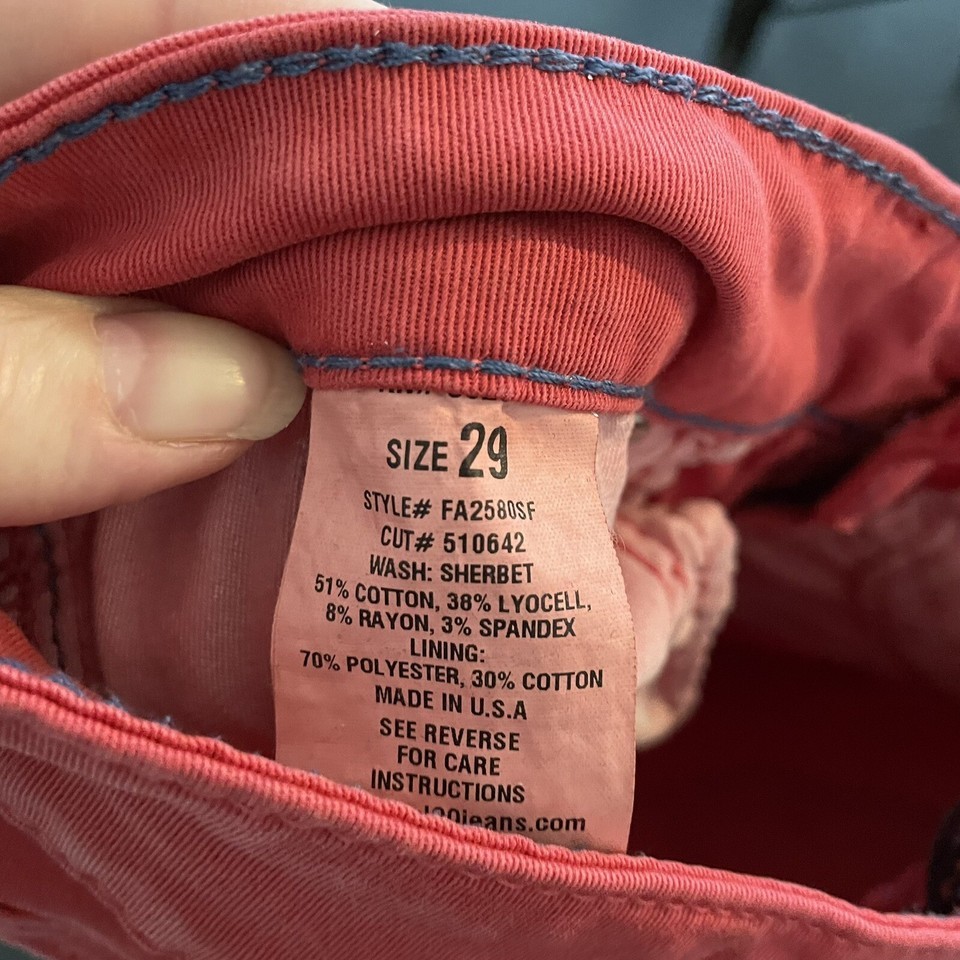 SIZE 29
STYLE# FA2580SF
CUT# 510642
WASH: SHERBET
51% COTTON, 38% LYOCELL,
8% RAYON, 3% SPANDEX
LINING:
70% POLYESTER, 30% COTTON
MADE IN U.S.A
SEE REVERSE
FOR CARE
INSTRUCTIONS